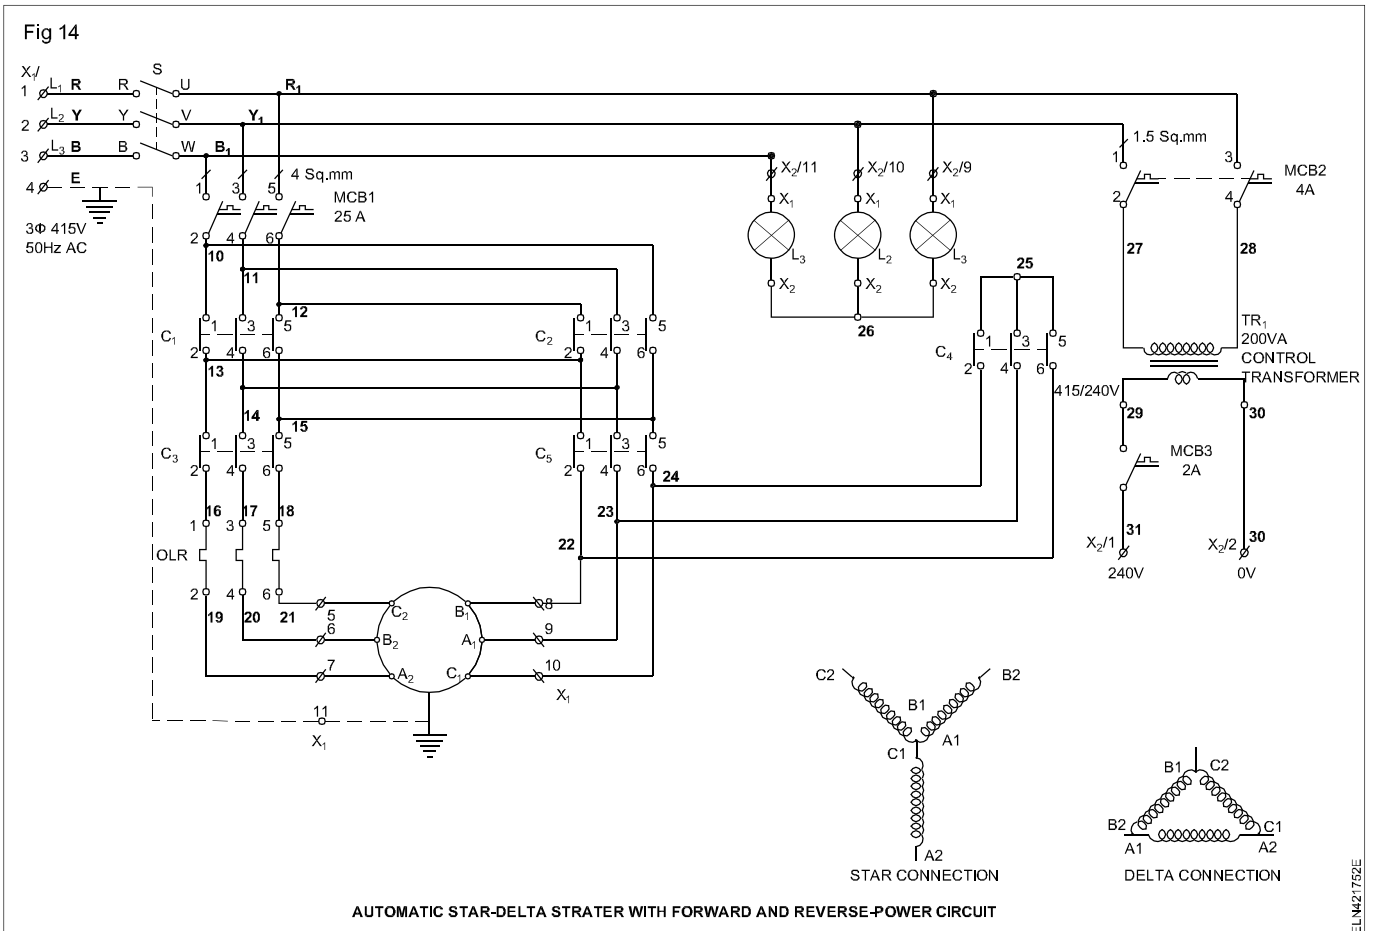 Fig 14
X1/
S
1 L1 R R U R1
2 L2 Y Y V Y1
3 L3 B B W B1
4 E
3Φ 415V
50Hz AC
1 3 5 4 Sq.mm
MCB1
25 A
2 4 6
10
11
12
X2/11 X2/10 X2/9
X1 X1 X1
L3 L2 L3
X2 X2 X2
26
1.5 Sq.mm
1 3
MCB2
4A
2 4
27 28
25
C1 1 3 5
2 4 6
C2 1 3 5
2 4 6
C4 1 3 5
2 4 6
TR1
200VA
CONTROL
TRANSFORMER
415/240V
13
14
15
29 30
MCB3
2A
31 30
X2/1 X2/2
240V 0V
C3 1 3 5
2 4 6
C5 1 3 5
2 4 6
24
23
22
16 17 18
1 3 5
OLR
2 4 6
19 20 21
5 C2 B1 8
6 B2 A1 9
7 A2 C1 10
X1
11
X1
C2 B2
B1
C1 A1
A2
STAR CONNECTION
B1 C2
B2 C1
A1 A2
DELTA CONNECTION
AUTOMATIC STAR-DELTA STRATER WITH FORWARD AND REVERSE-POWER CIRCUIT
ELN421752E